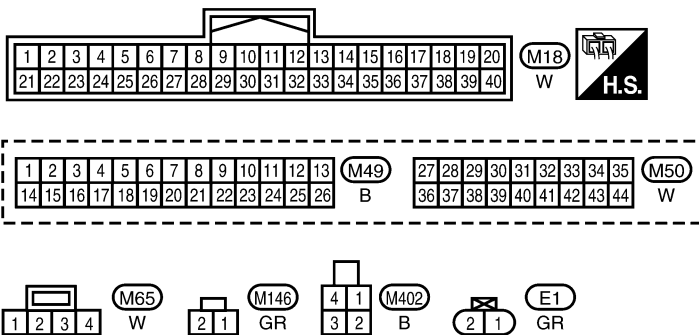 1 2 3 4 5 6 7 8 9 10 11 12 13 14 15 16 17 18 19 20 M18
21 22 23 24 25 26 27 28 29 30 31 32 33 34 35 36 37 38 39 40 W
H.S.
1 2 3 4 5 6 7 8 9 10 11 12 13 M49 27 28 29 30 31 32 33 34 35 M50
14 15 16 17 18 19 20 21 22 23 24 25 26 B 36 37 38 39 40 41 42 43 44 W
4 1
M65 M146 M402 E1
1 2 3 4 W 2 1 GR 3 2 B 2 1 GR